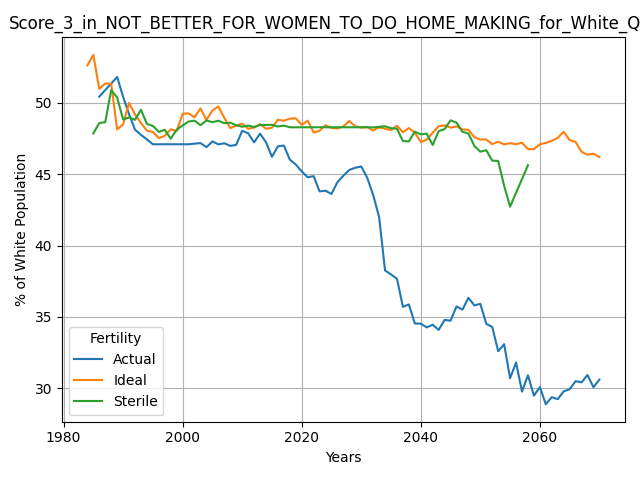 Score_3_in_NOT_BETTER_FOR_WOMEN_TO_DO_HOME_MAKING_for_White_Q
% of White Population
50
45
40
35
30
Fertility
Actual
Ideal
Sterile
1980 2000 2020 2040 2060
Years